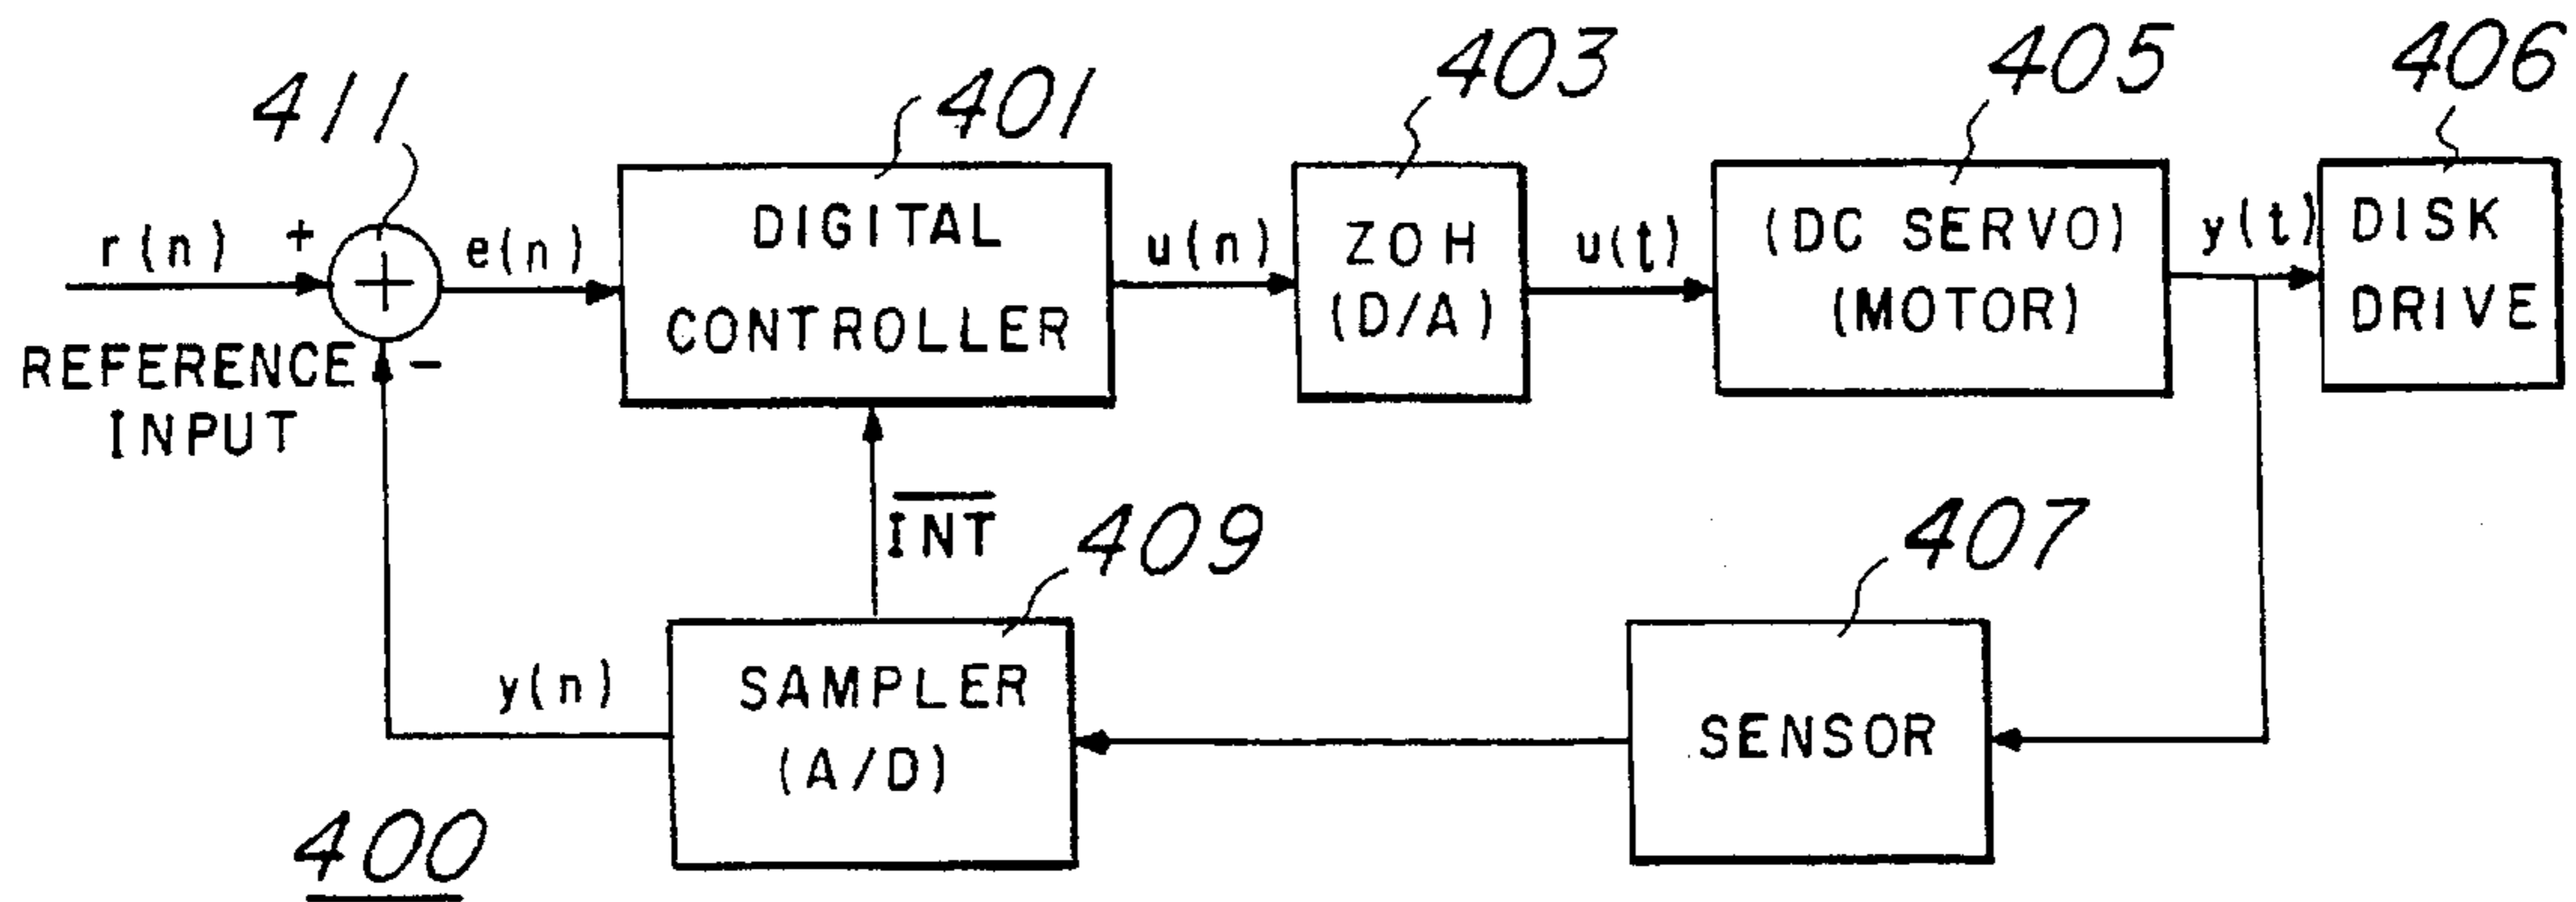 411
401
403
405
406
r(n)
+
+
e(n)
DIGITAL
CONTROLLER
u(n)
ZOH
(D/A)
u(t)
(DC SERVO)
(MOTOR)
y(t)
DISK
DRIVE
REFERENCE
INPUT
-
INT
409
407
y(n)
SAMPLER
(A/D)
SENSOR
400